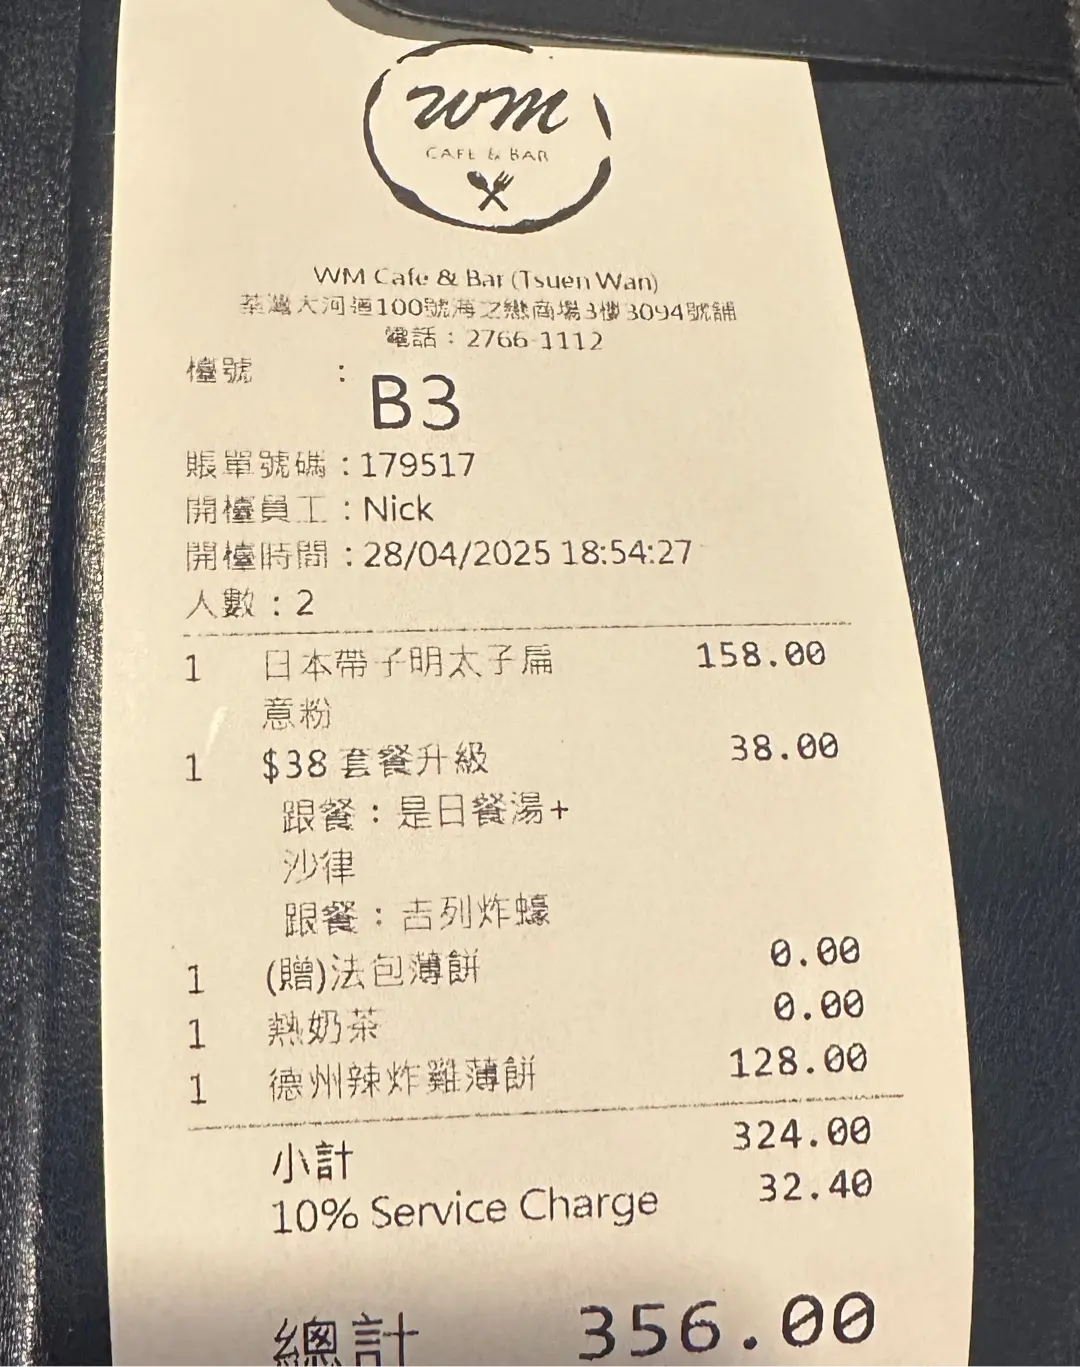 wm
CAFE & BAR
WM Cafe & Bar (Tsuen Wan)
荃灣大河道100號海之戀商場3樓3094號舖
電話：2766-1112
檯號 ：
B3
賬單號碼：179517
開檯員工：Nick
開檯時間：28/04/2025 18:54:27
人數：2
1 日本帶子明太子扁 158.00
意粉
1 $38 套餐升級 38.00
跟餐：是日餐湯+
沙律
跟餐：吉列炸蠔
1 (贈)法包薄餅 0.00
1 熱奶茶 0.00
1 德州辣炸雞薄餅 128.00
小計 324.00
10% Service Charge 32.40
總計 356.00